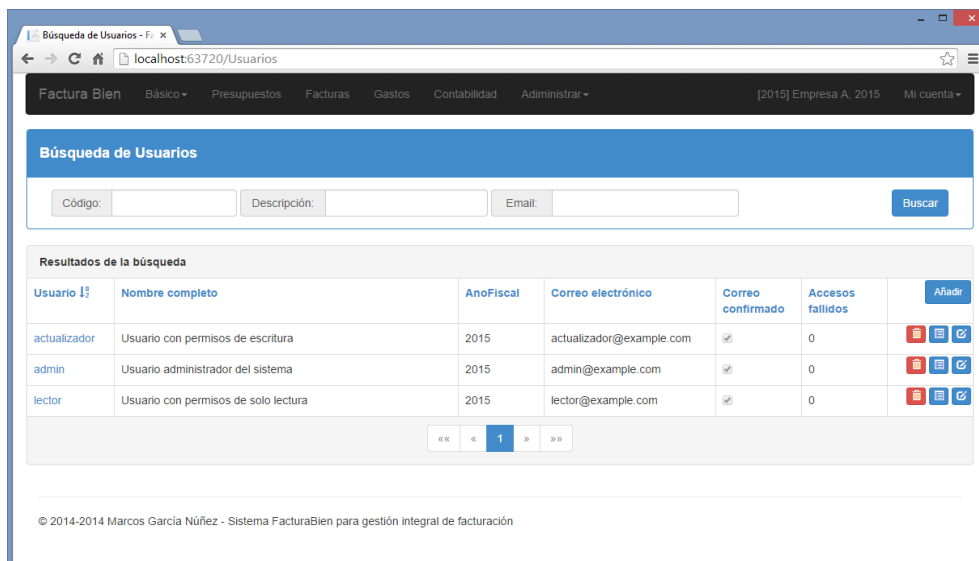 Búsqueda de Usuarios - Fa
localhost:63720/Usuarios
Factura Bien Básico Presupuestos Facturas Gastos Contabilidad Adiministrar [2015] Empresa A, 2015 Mi cuenta
Búsqueda de Usuarios
Código: Descripción: Email: Buscar
Resultados de la búsqueda
Usuario Nombre completo AnoFiscal Correo electrónico Correo confirmado Accesos fallidos Añadir
actualizador Usuario con permisos de escritura 2015 actualizador@example.com 0
admin Usuario administrador del sistema 2015 admin@example.com 0
lector Usuario con permisos de solo lectura 2015 lector@example.com 0
«« « 1 » »»
© 2014-2014 Marcos García Núñez - Sistema FacturaBien para gestión integral de facturación